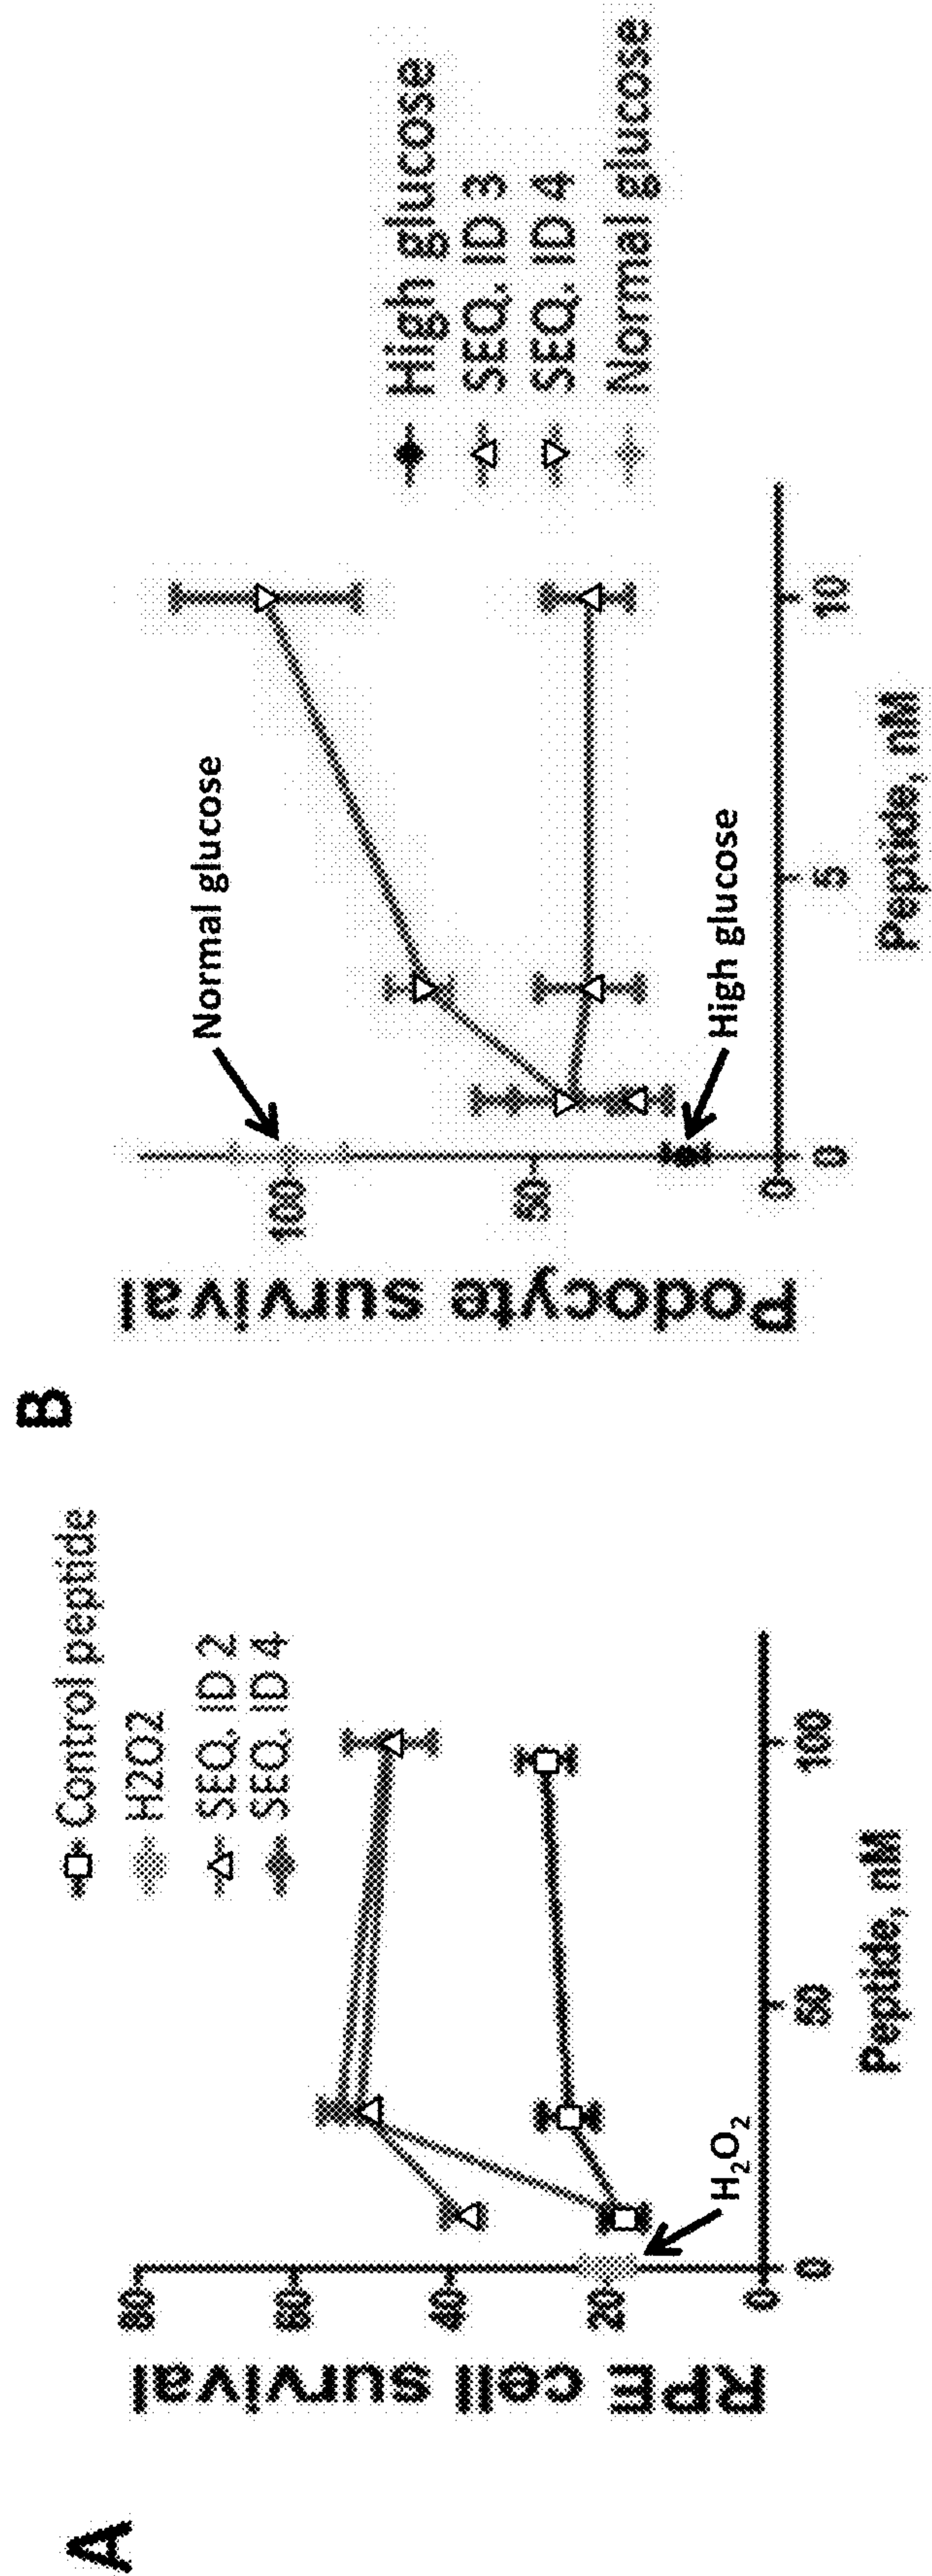 A
RPE cell survival
80
60
40
20
0
0
50
100
Peptide, nM
H₂O₂
Control peptide
H2O2
SEQ. ID 2
SEQ. ID 4
B
Podocyte survival
100
50
0
0
5
10
Peptide, nM
Normal glucose
High glucose
High glucose
SEQ. ID 3
SEQ. ID 4
Normal glucose